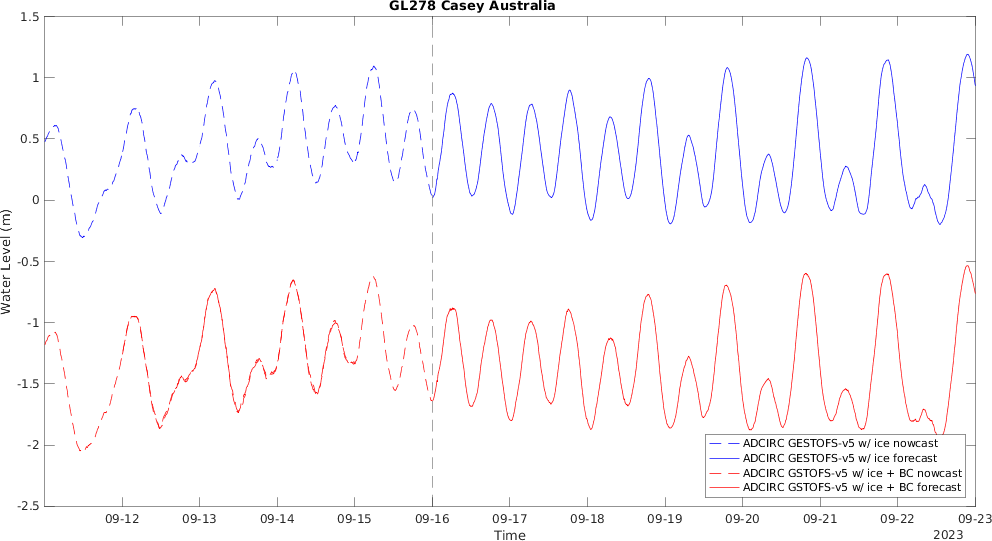 GL278 Casey Australia
1.5
1
0.5
0
-0.5
-1
-1.5
-2
-2.5
Water Level (m)
ADCIRC GESTOFS-v5 w/ ice nowcast
ADCIRC GESTOFS-v5 w/ ice forecast
ADCIRC GSTOFS-v5 w/ ice + BC nowcast
ADCIRC GSTOFS-v5 w/ ice + BC forecast
09-12 09-13 09-14 09-15 09-16 09-17 09-18 09-19 09-20 09-21 09-22 09-23
Time
2023